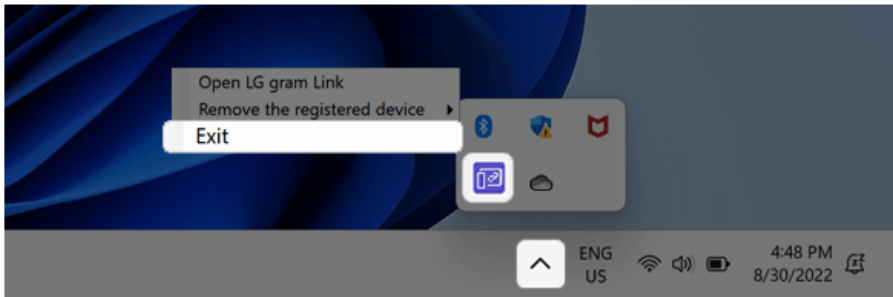 Open LG gram Link
Remove the registered device
Exit
ENG
US
4:48 PM
8/30/2022